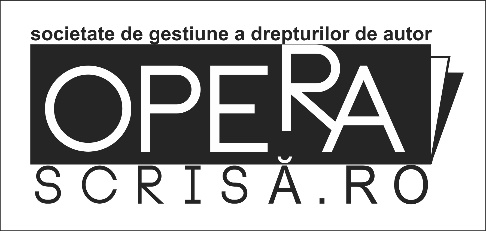 societate de gestiune a drepturilor de autor
OPERA
SCRISĂ.RO